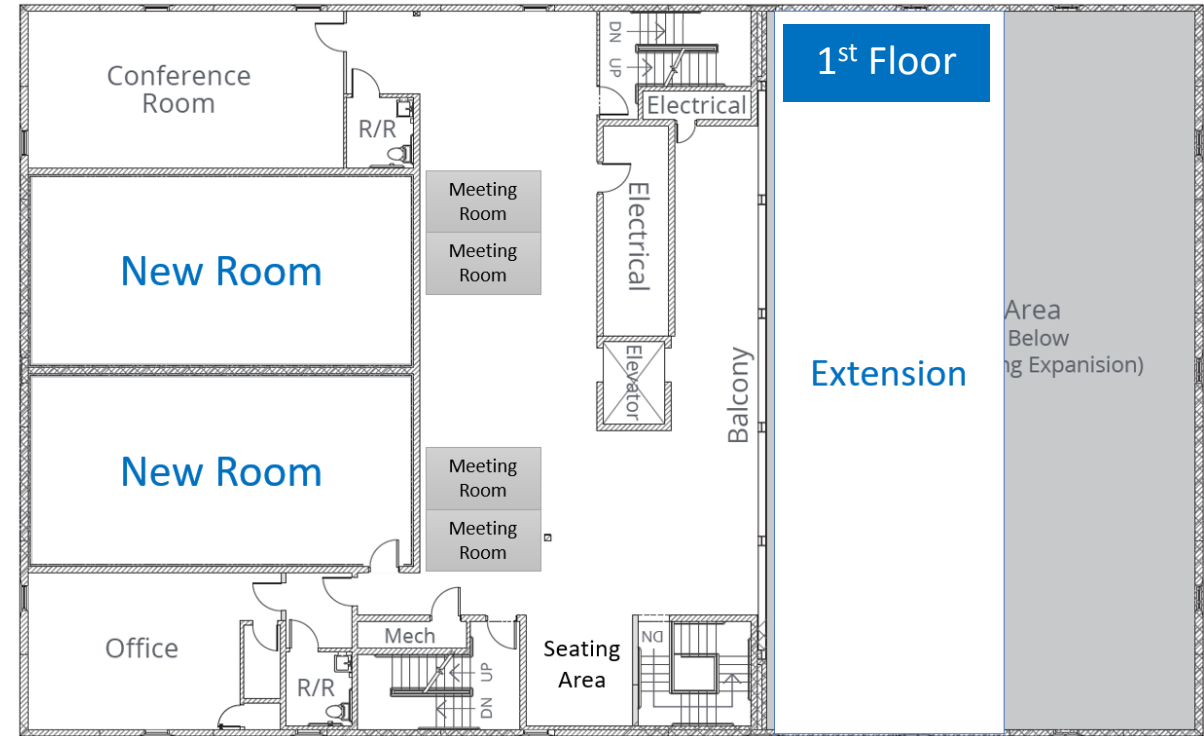 Conference
Room
R/R
DN
UP
Electrical
1st Floor
Meeting
Room
Meeting
Room
Electrical
New Room
Area
Below
ng Expanision)
Elevator
Balcony
Extension
New Room
Meeting
Room
Meeting
Room
Office
Mech
R/R
UP
DN
Seating
Area
DN